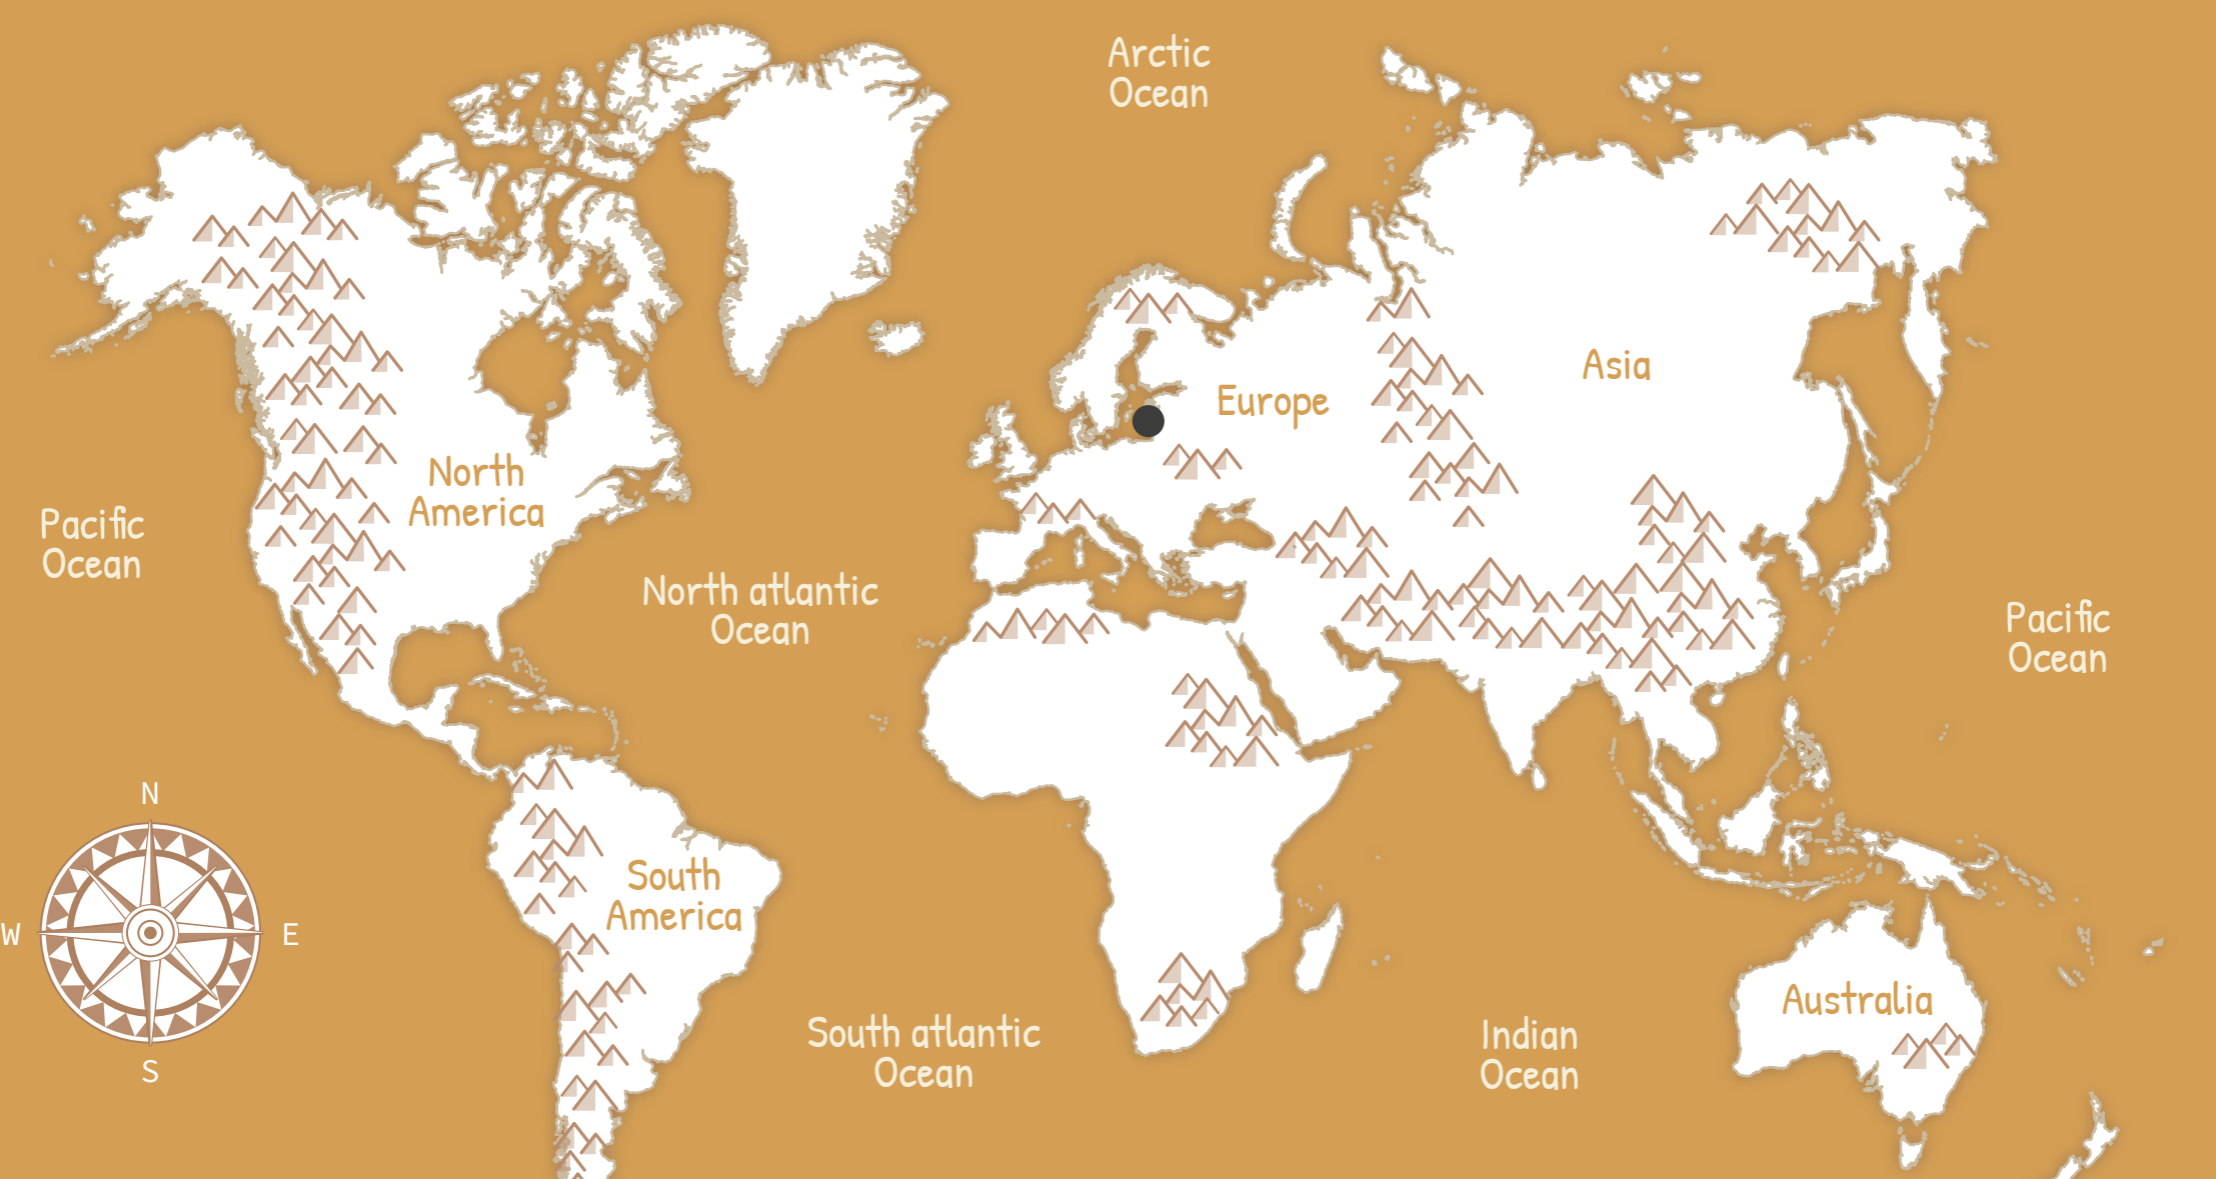 Arctic
Ocean
Asia
Europe
North
America
Pacific
Ocean
North atlantic
Ocean
Pacific
Ocean
N
W
E
S
South
America
South atlantic
Ocean
Indian
Ocean
Australia